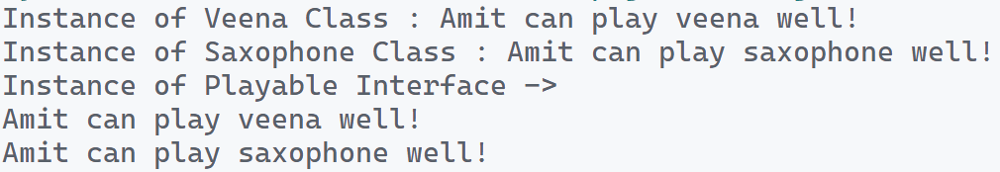 Instance of Veena Class : Amit can play veena well!
Instance of Saxophone Class : Amit can play saxophone well!
Instance of Playable Interface ->
Amit can play veena well!
Amit can play saxophone well!